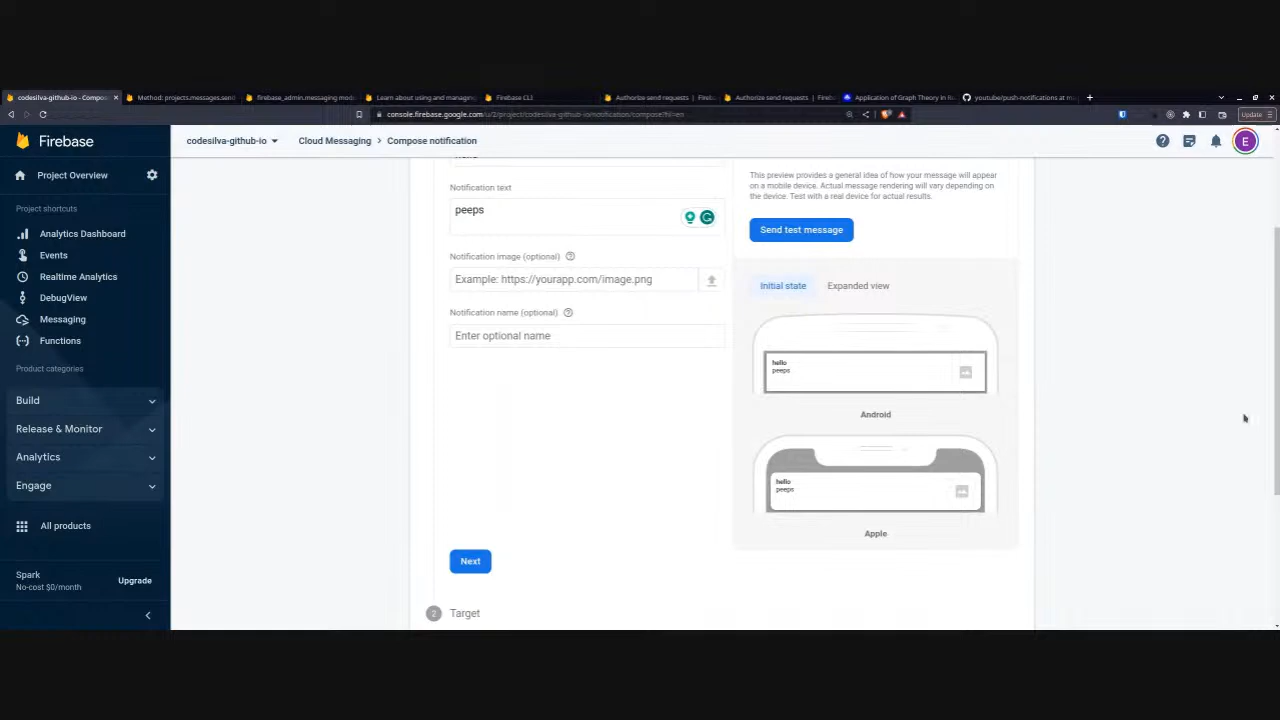 codesilva-github-io - Compo
Method: projects.messages.send
firebase_admin.messaging mod
Learn about using and managin
Firebase CLI
Authorize send requests | Fireb
Authorize send requests | Fireb
Application of Graph Theory in R
youtube/push-notifications at m
console.firebase.google.com/u/2/project/codesilva-github-io/notification/compose?hl=en
Update
Firebase
codesilva-github-io
Cloud Messaging > Compose notification
E
Project Overview
Project shortcuts
Analytics Dashboard
Events
Realtime Analytics
DebugView
Messaging
Functions
Product categories
Build
Release & Monitor
Analytics
Engage
All products
Spark
No-cost $0/month
Upgrade
Notification text
peeps
Notification image (optional)
Example: https://yourapp.com/image.png
Notification name (optional)
Enter optional name
Next
2
Target
This preview provides a general idea of how your message will appear
on a mobile device. Actual message rendering will vary depending on
the device. Test with a real device for actual results.
Send test message
Initial state
Expanded view
hello
peeps
Android
hello
peeps
Apple